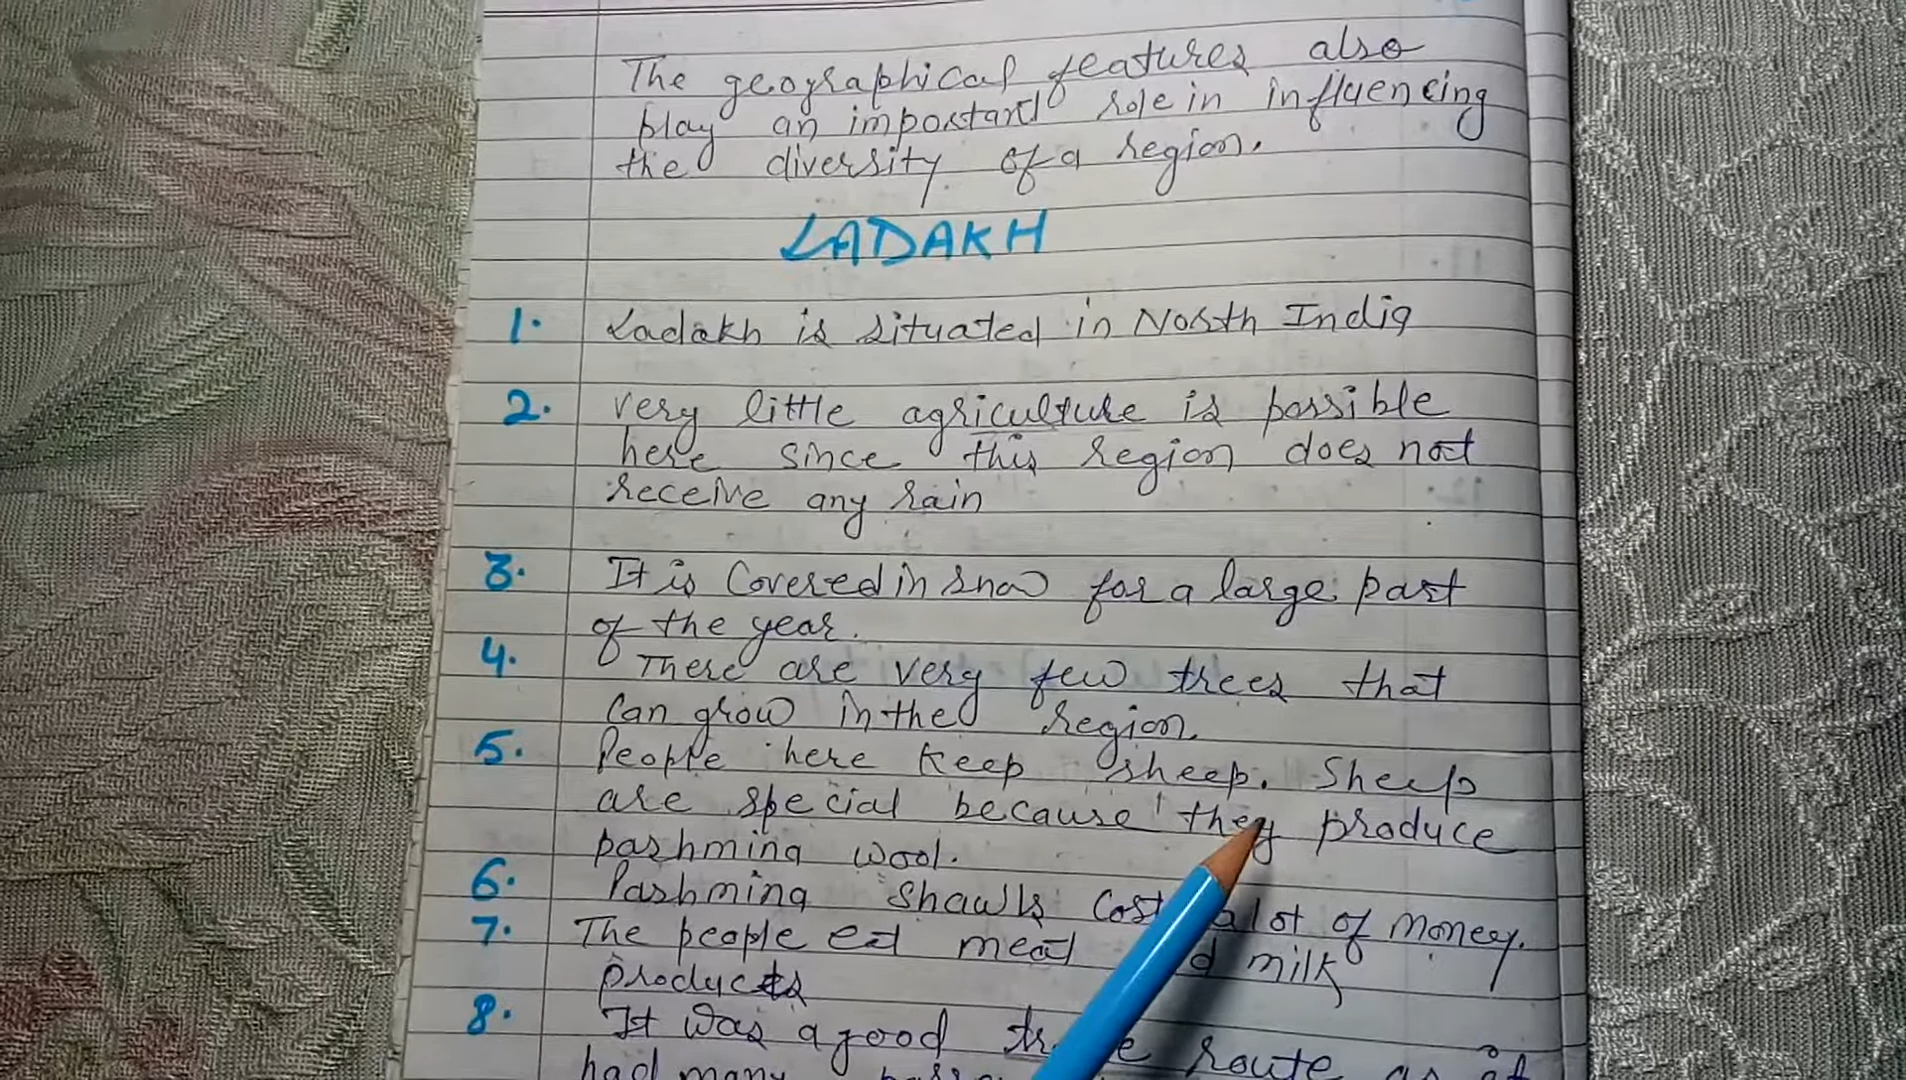 The geographical features also
play an important role in influencing
the diversity of a region.
LADAKH
1. Ladakh is situated in North India
2. very little agriculture is possible
here since this region does not
receive any rain
3. It is Covered in snow for a large part
of the year.
4. There are very few trees that
can grow in the region.
5. People here keep sheep. Sheep
are special because they produce
pashmina wool.
6. Pashmina shawls cost a lot of money.
7. The people eat meat milk
products
8. It was a good route as it
had many